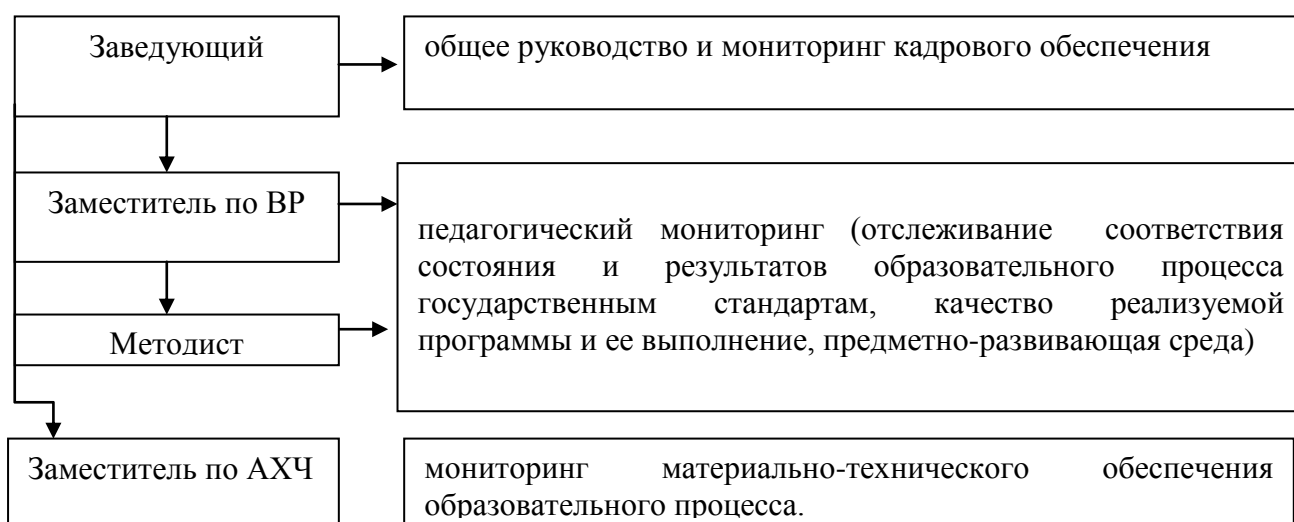 Заведующий
общее руководство и мониторинг кадрового обеспечения
Заместитель по ВР
педагогический мониторинг (отслеживание соответствия
состояния и результатов образовательного процесса
государственным стандартам, качество реализуемой
программы и ее выполнение, предметно-развивающая среда)
Методист
Заместитель по АХЧ
мониторинг материально-технического обеспечения
образовательного процесса.